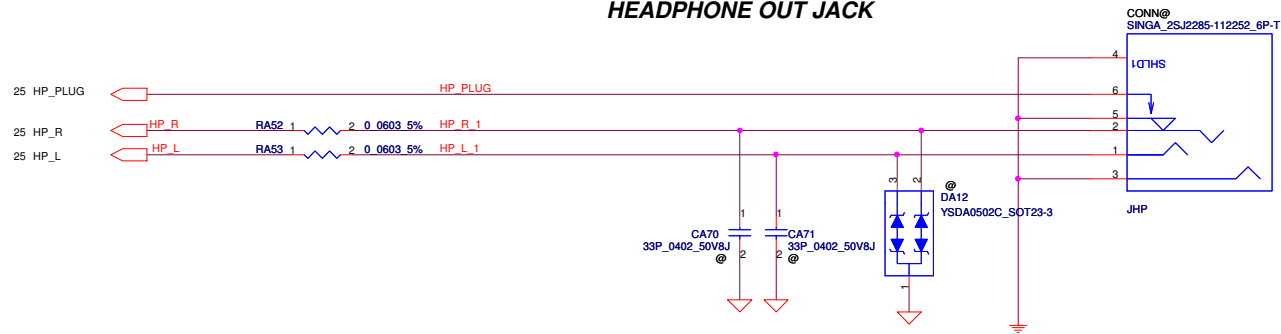 HEADPHONE OUT JACK
CONN@
SINGA_2SJ2285-112252_6P-T
4
SHLD1
25 HP_PLUG
HP_PLUG
6
5
25 HP_R
HP_R
RA52
1
2
0_0603_5%
HP_R_1
2
25 HP_L
HP_L
RA53
1
2
0_0603_5%
HP_L_1
1
3
3
2
@
DA12
YSDA0502C_SOT23-3
JHP
1
1
CA70
33P_0402_50V8J
@
2
CA71
33P_0402_50V8J
@
2
1